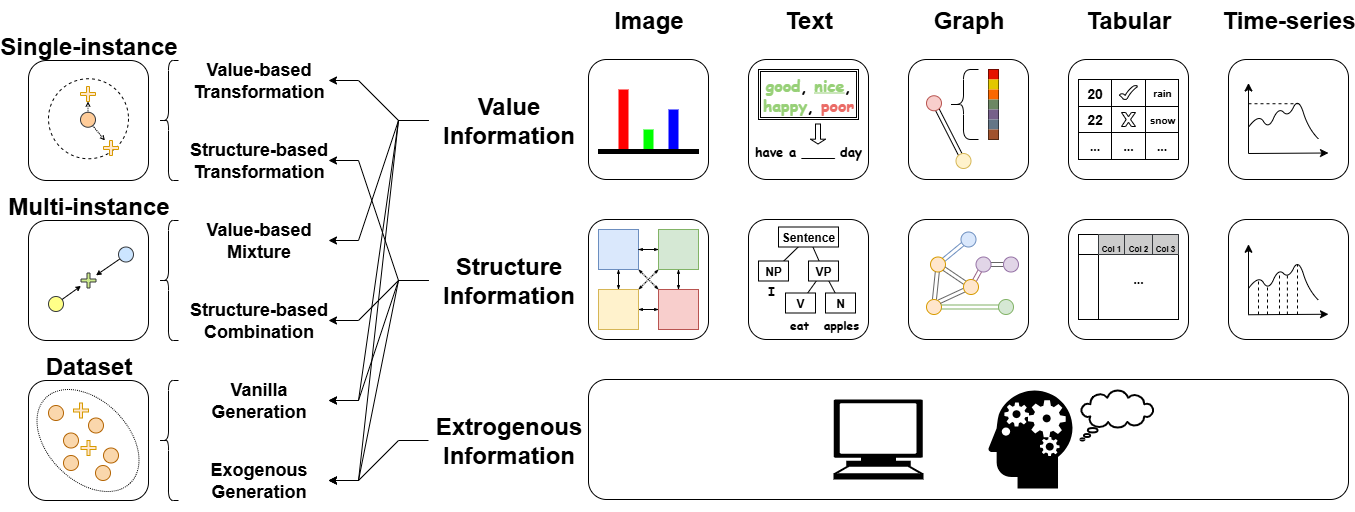 Image Text Graph Tabular Time-series
Single-instance
Value-based
Transformation
Structure-based
Transformation
Value
Information
good, nice,
happy, poor
have a _____ day
20 rain
22 X snow
... ... ...
Multi-instance
Value-based
Mixture
Structure-based
Combination
Structure
Information
Sentence
NP VP
I
V N
eat apples
Col 1 Col 2 Col 3
...
Dataset
Vanilla
Generation
Exogenous
Generation
Extrogenous
Information